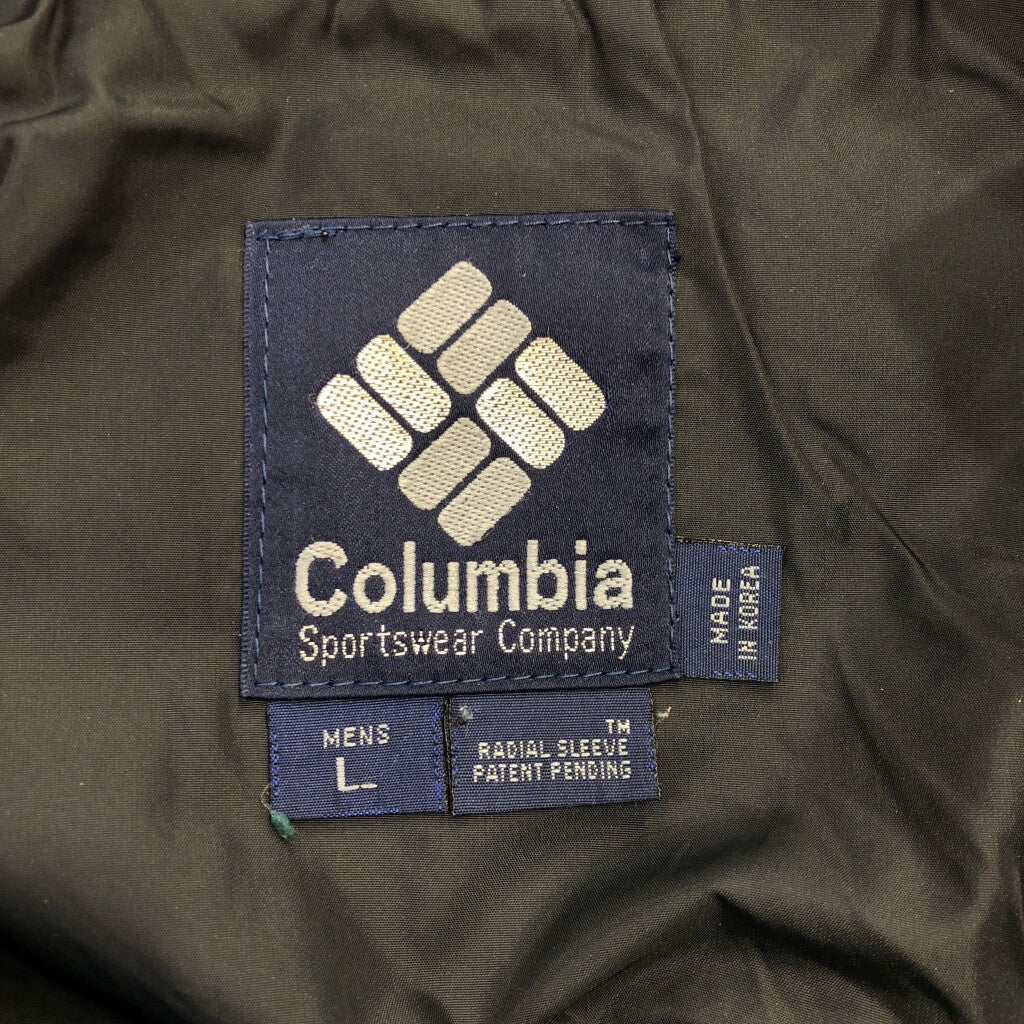 Columbia
Sportswear Company
MADE
IN KOREA
MENS
L
TM
RADIAL SLEEVE
PATENT PENDING